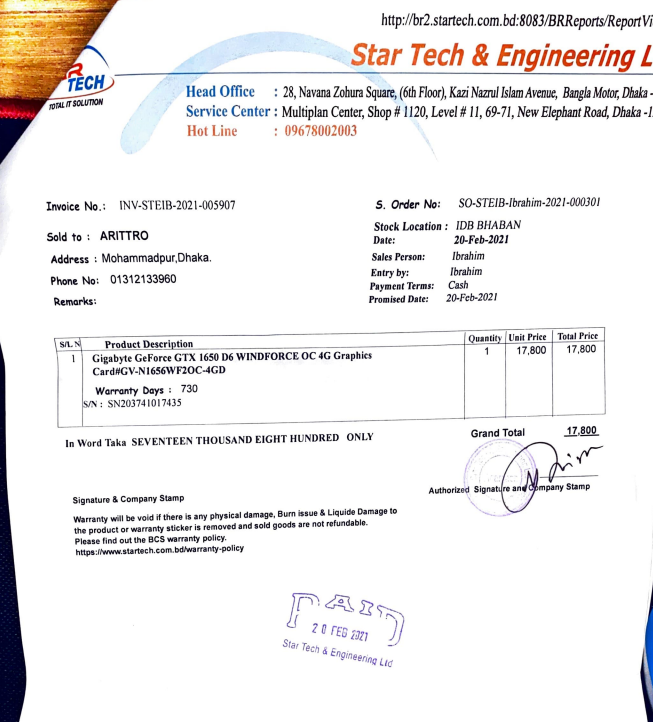 http://br2.startech.com.bd:8083/BRReports/ReportVi
Star Tech & Engineering L
R
TECH
TOTAL IT SOLUTION
Head Office : 28, Navana Zohura Square, (6th Floor), Kazi Nazrul Islam Avenue, Bangla Motor, Dhaka -
Service Center : Multiplan Center, Shop # 1120, Level # 11, 69-71, New Elephant Road, Dhaka -1
Hot Line : 09678002003
Invoice No.: INV-STEIB-2021-005907
S. Order No: SO-STEIB-Ibrahim-2021-000301
Sold to : ARITTRO
Stock Location : IDB BHABAN
Date: 20-Feb-2021
Address : Mohammadpur,Dhaka.
Sales Person: Ibrahim
Phone No: 01312133960
Entry by: Ibrahim
Payment Terms: Cash
Remarks:
Promised Date: 20-Feb-2021
S/L N Product Description Quantity Unit Price Total Price
1 Gigabyte GeForce GTX 1650 D6 WINDFORCE OC 4G Graphics 1 17,800 17,800
Card#GV-N1656WF2OC-4GD
Warranty Days : 730
S/N : SN203741017435
In Word Taka SEVENTEEN THOUSAND EIGHT HUNDRED ONLY
Grand Total 17,800
Authorized Signature and Company Stamp
Signature & Company Stamp
Warranty will be void if there is any physical damage, Burn issue & Liquide Damage to
the product or warranty sticker is removed and sold goods are not refundable.
Please find out the BCS warranty policy.
https://www.startech.com.bd/warranty-policy
PAID
20 FEB 2021
Star Tech & Engineering Ltd